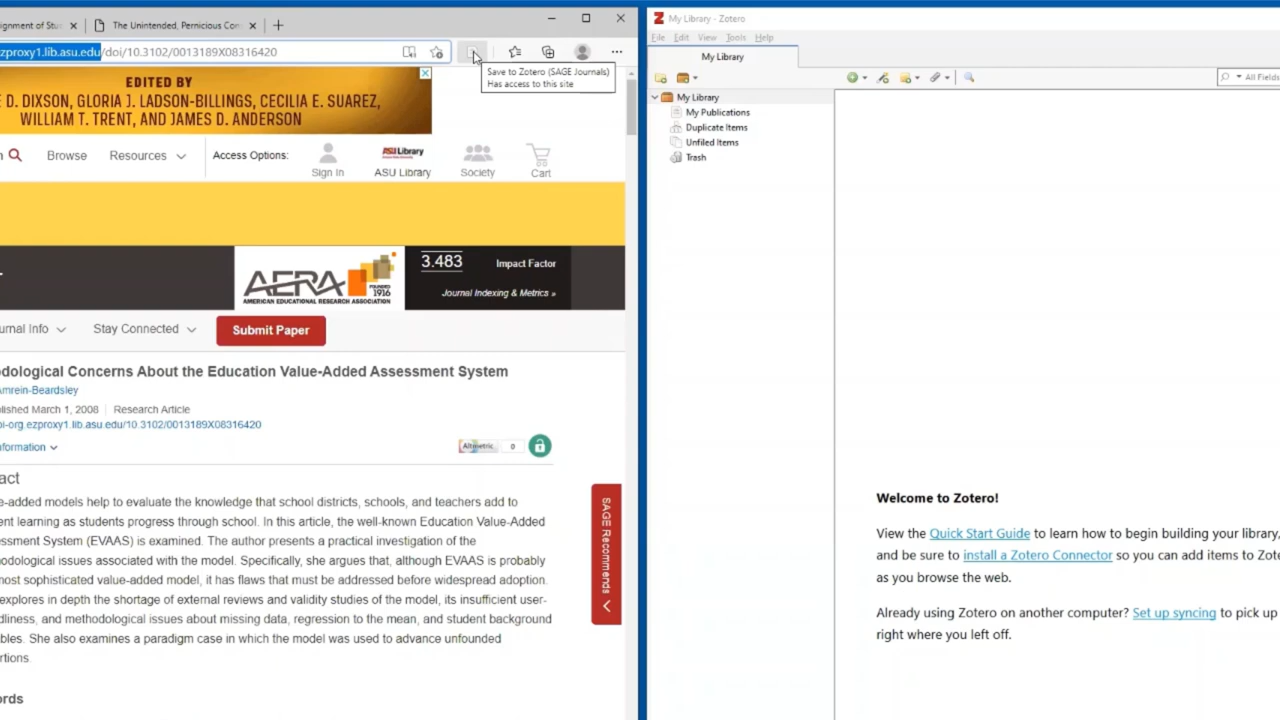 ignment of Stu
The Unintended, Pernicious Con
zproxy1.lib.asu.edu/doi/10.3102/0013189X08316420
Save to Zotero (SAGE Journals)
Has access to this site
EDITED BY
D. DIXSON, GLORIA J. LADSON-BILLINGS, CECILIA E. SUAREZ,
WILLIAM T. TRENT, AND JAMES D. ANDERSON
Browse
Resources
Access Options:
Sign In
ASU Library
ASU Library
Society
Cart
AERA
FOUNDED
1916
AMERICAN EDUCATIONAL RESEARCH ASSOCIATION
3.483
Impact Factor
Journal Indexing & Metrics »
urnal Info
Stay Connected
Submit Paper
dological Concerns About the Education Value-Added Assessment System
Amrein-Beardsley
lished March 1, 2008
Research Article
oi-org.ezproxy1.lib.asu.edu/10.3102/0013189X08316420
nformation
Altmetric
0
act
e-added models help to evaluate the knowledge that school districts, schools, and teachers add to
ent learning as students progress through school. In this article, the well-known Education Value-Added
essment System (EVAAS) is examined. The author presents a practical investigation of the
nodological issues associated with the model. Specifically, she argues that, although EVAAS is probably
most sophisticated value-added model, it has flaws that must be addressed before widespread adoption.
explores in depth the shortage of external reviews and validity studies of the model, its insufficient user-
dliness, and methodological issues about missing data, regression to the mean, and student background
bles. She also examines a paradigm case in which the model was used to advance unfounded
rtions.
ords
SAGE Recommends
My Library - Zotero
File Edit View Tools Help
My Library
All Fields
My Library
My Publications
Duplicate Items
Unfiled Items
Trash
Welcome to Zotero!
View the Quick Start Guide to learn how to begin building your library,
and be sure to install a Zotero Connector so you can add items to Zote
as you browse the web.
Already using Zotero on another computer? Set up syncing to pick up
right where you left off.